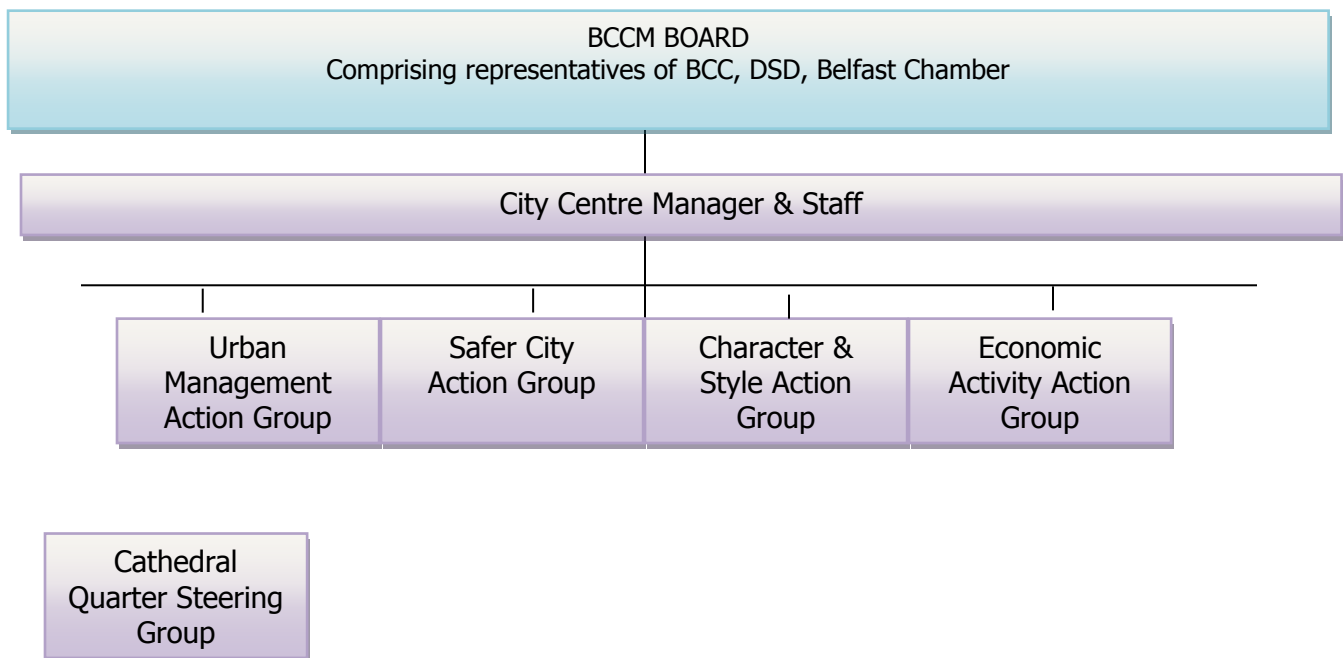 BCCM BOARD
Comprising representatives of BCC, DSD, Belfast Chamber
City Centre Manager & Staff
Urban
Management
Action Group
Safer City
Action Group
Character &
Style Action
Group
Economic
Activity Action
Group
Cathedral
Quarter Steering
Group